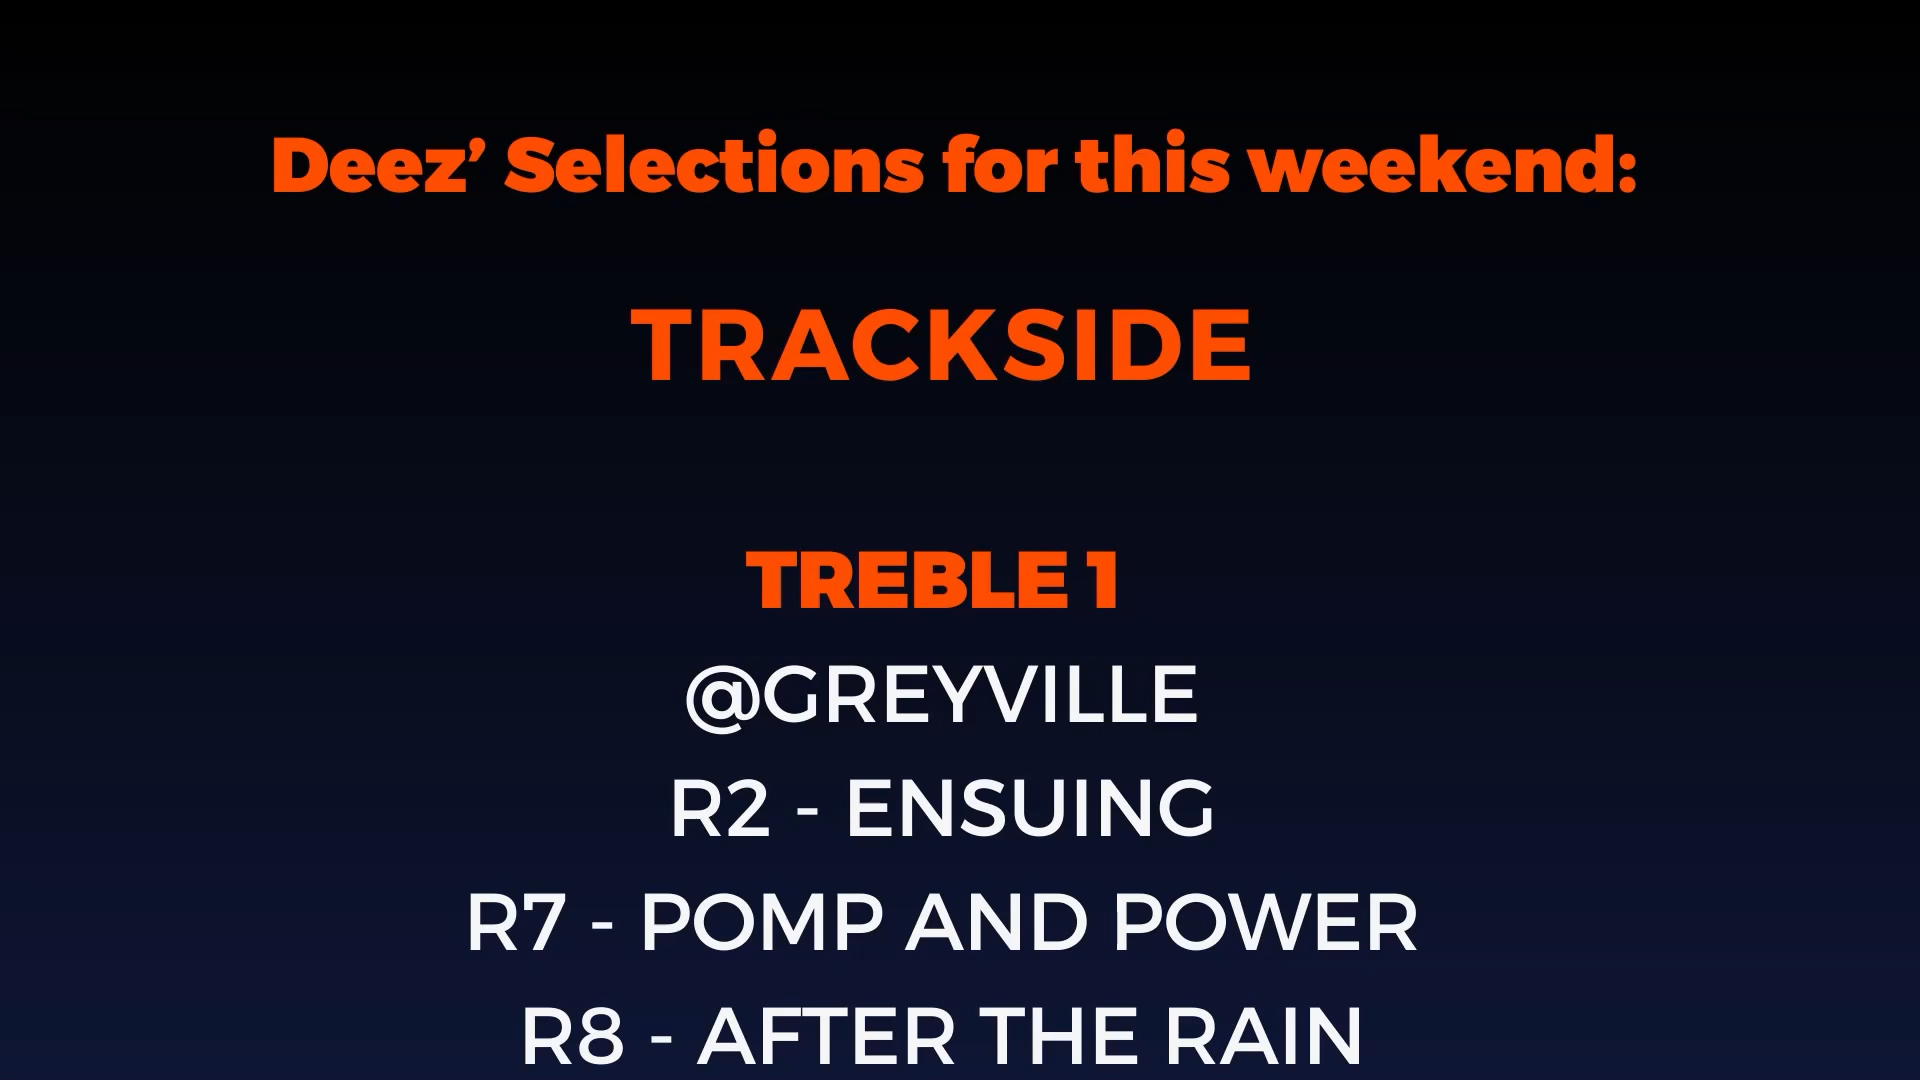 Deez’ Selections for this weekend:
TRACKSIDE
TREBLE 1
@GREYVILLE
R2 - ENSUING
R7 - POMP AND POWER
R8 - AFTER THE RAIN